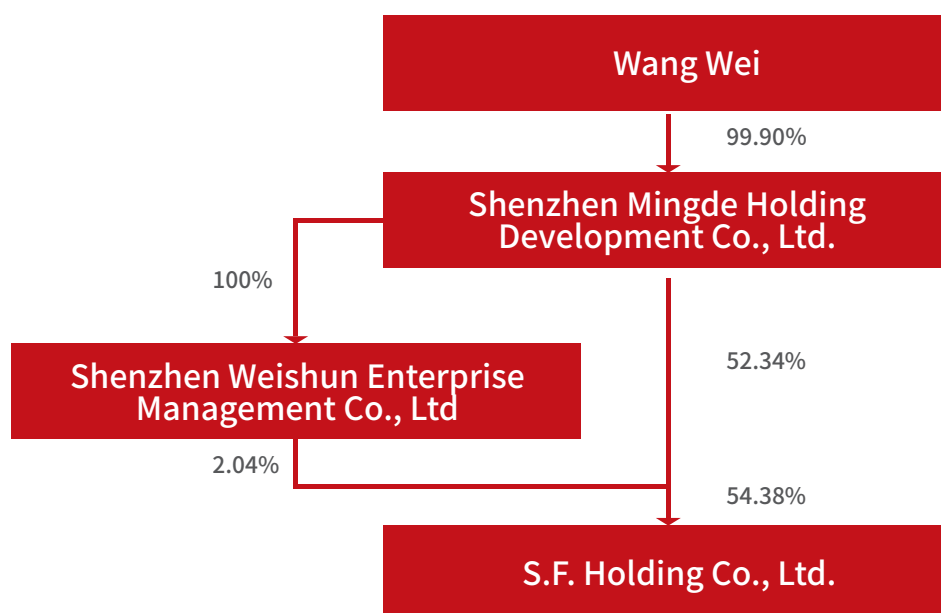 Wang Wei
99.90%
Shenzhen Mingde Holding
Development Co., Ltd.
100%
Shenzhen Weishun Enterprise
Management Co., Ltd
52.34%
2.04%
54.38%
S.F. Holding Co., Ltd.